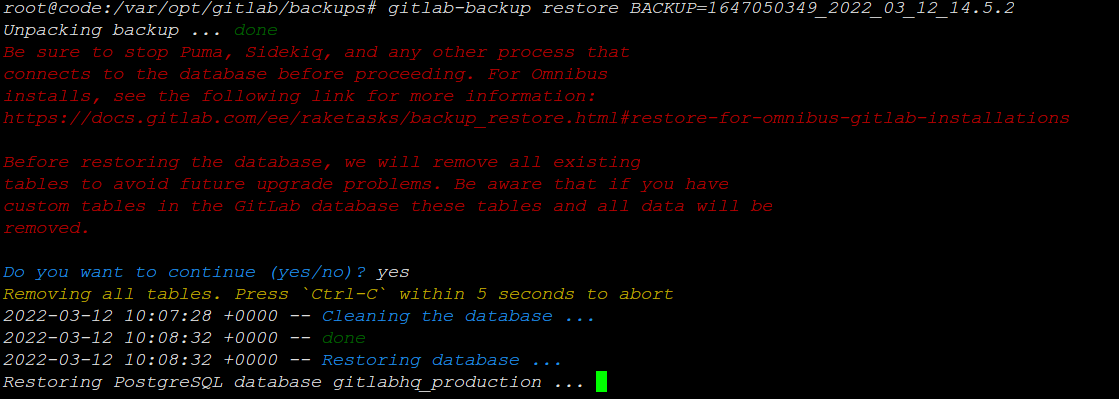 root@code:/var/opt/gitlab/backups# gitlab-backup restore BACKUP=1647050349_2022_03_12_14.5.2
Unpacking backup ... done
Be sure to stop Puma, Sidekiq, and any other process that
connects to the database before proceeding. For Omnibus
installs, see the following link for more information:
https://docs.gitlab.com/ee/raketasks/backup_restore.html#restore-for-omnibus-gitlab-installations
Before restoring the database, we will remove all existing
tables to avoid future upgrade problems. Be aware that if you have
custom tables in the GitLab database these tables and all data will be
removed.
Do you want to continue (yes/no)? yes
Removing all tables. Press `Ctrl-C` within 5 seconds to abort
2022-03-12 10:07:28 +0000 -- Cleaning the database ...
2022-03-12 10:08:32 +0000 -- done
2022-03-12 10:08:32 +0000 -- Restoring database ...
Restoring PostgreSQL database gitlabhq_production ...